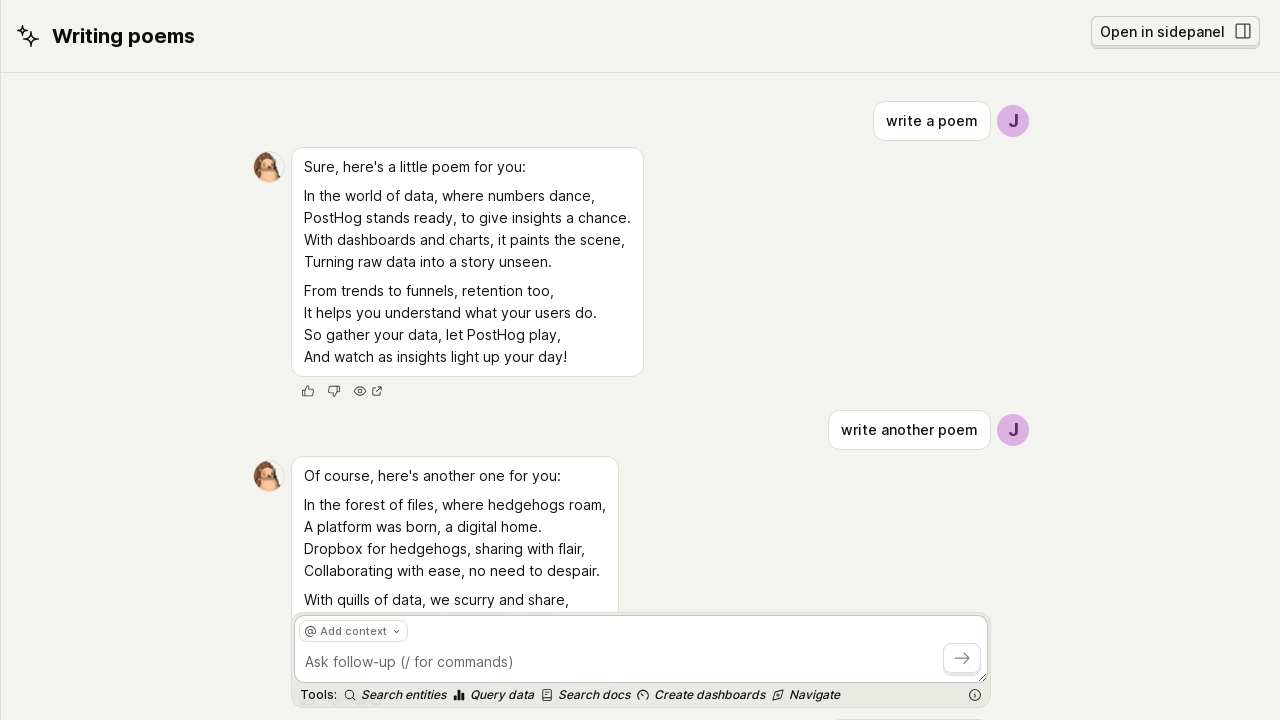 Writing poems
Open in sidepanel
write a poem
J
Sure, here's a little poem for you:
In the world of data, where numbers dance,
PostHog stands ready, to give insights a chance.
With dashboards and charts, it paints the scene,
Turning raw data into a story unseen.
From trends to funnels, retention too,
It helps you understand what your users do.
So gather your data, let PostHog play,
And watch as insights light up your day!
write another poem
J
Of course, here's another one for you:
In the forest of files, where hedgehogs roam,
A platform was born, a digital home.
Dropbox for hedgehogs, sharing with flair,
Collaborating with ease, no need to despair.
With quills of data, we scurry and share,
@ Add context
Ask follow-up (/ for commands)
Tools: Search entities Query data Search docs Create dashboards Navigate